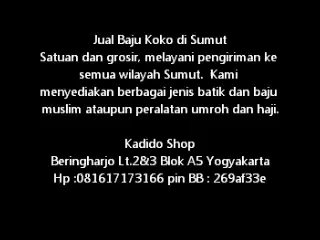 Jual Baju Koko di Sumut
Satuan dan grosir, melayani pengiriman ke
semua wilayah Sumut. Kami
menyediakan berbagai jenis batik dan baju
muslim ataupun peralatan umroh dan haji.
Kadido Shop
Beringharjo Lt.2&3 Blok A5 Yogyakarta
Hp :081617173166 pin BB : 269af33e